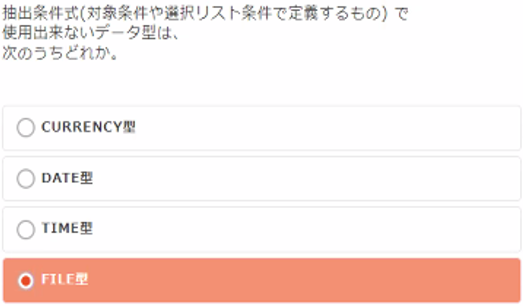 抽出条件式(対象条件や選択リスト条件で定義するもの) で
使用出来ないデータ型は、
次のうちどれか。
CURRENCY型
DATE型
TIME型
FILE型